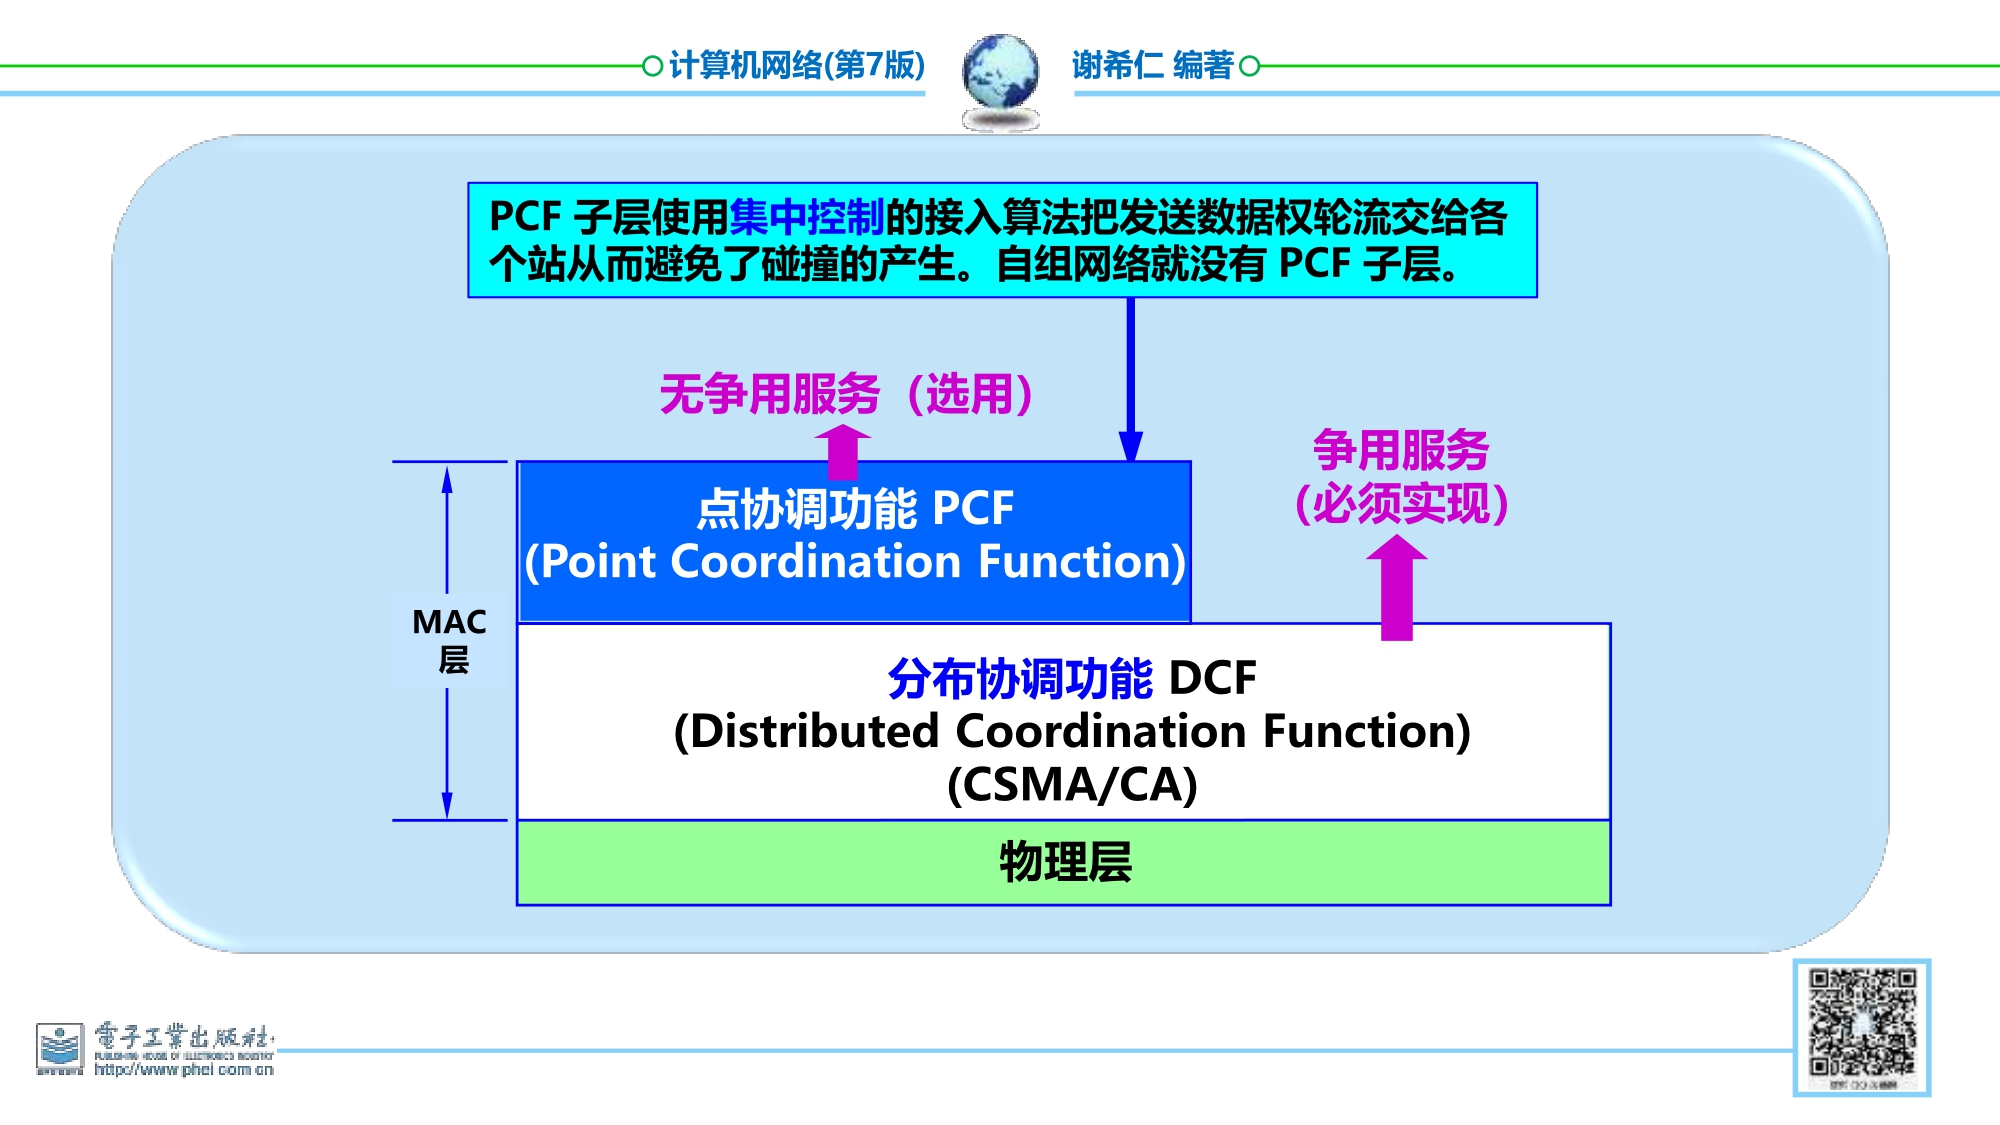 计算机网络(第7版)
谢希仁 编著
PCF 子层使用集中控制的接入算法把发送数据权轮流交给各
个站从而避免了碰撞的产生。自组网络就没有 PCF 子层。
无争用服务（选用）
争用服务
（必须实现）
点协调功能 PCF
(Point Coordination Function)
MAC
层
分布协调功能 DCF
(Distributed Coordination Function)
(CSMA/CA)
物理层
電子工業出版社
PUBLISHING HOUSE OF ELECTRONICS INDUSTRY
http://www.phei.com.cn